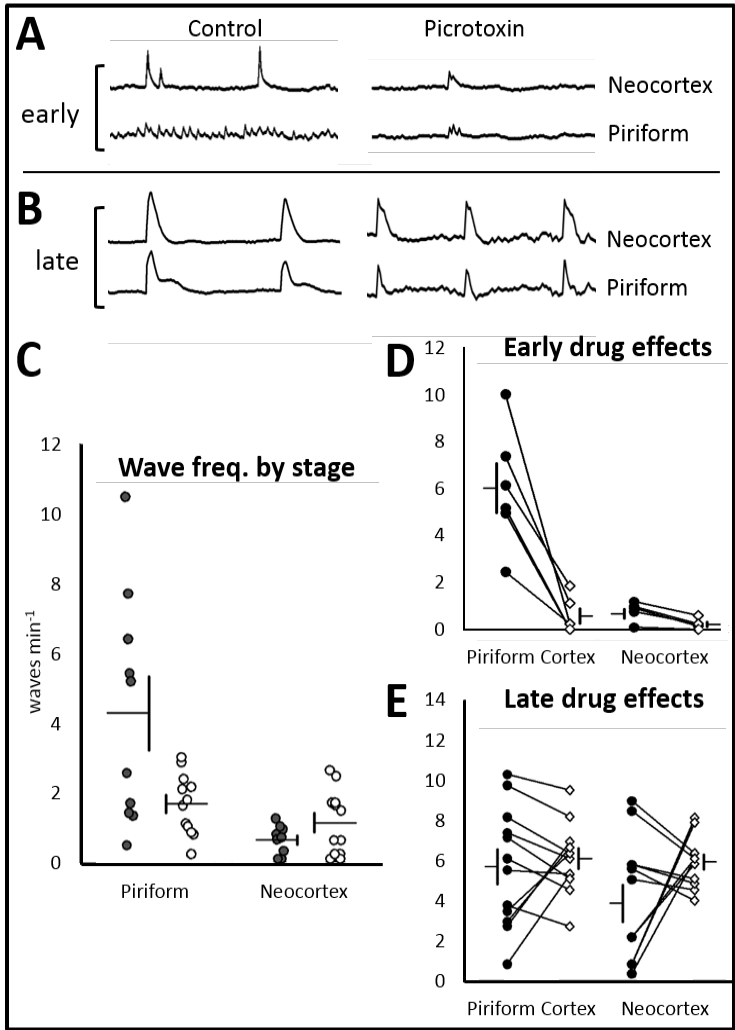 A
Control
Picrotoxin
early
Neocortex
Piriform
B
late
Neocortex
Piriform
C
Wave freq. by stage
waves min⁻¹
12
10
8
6
4
2
0
Piriform
Neocortex
D
Early drug effects
12
10
8
6
4
2
0
Piriform Cortex
Neocortex
E
Late drug effects
14
12
10
8
6
4
2
0
Piriform Cortex
Neocortex